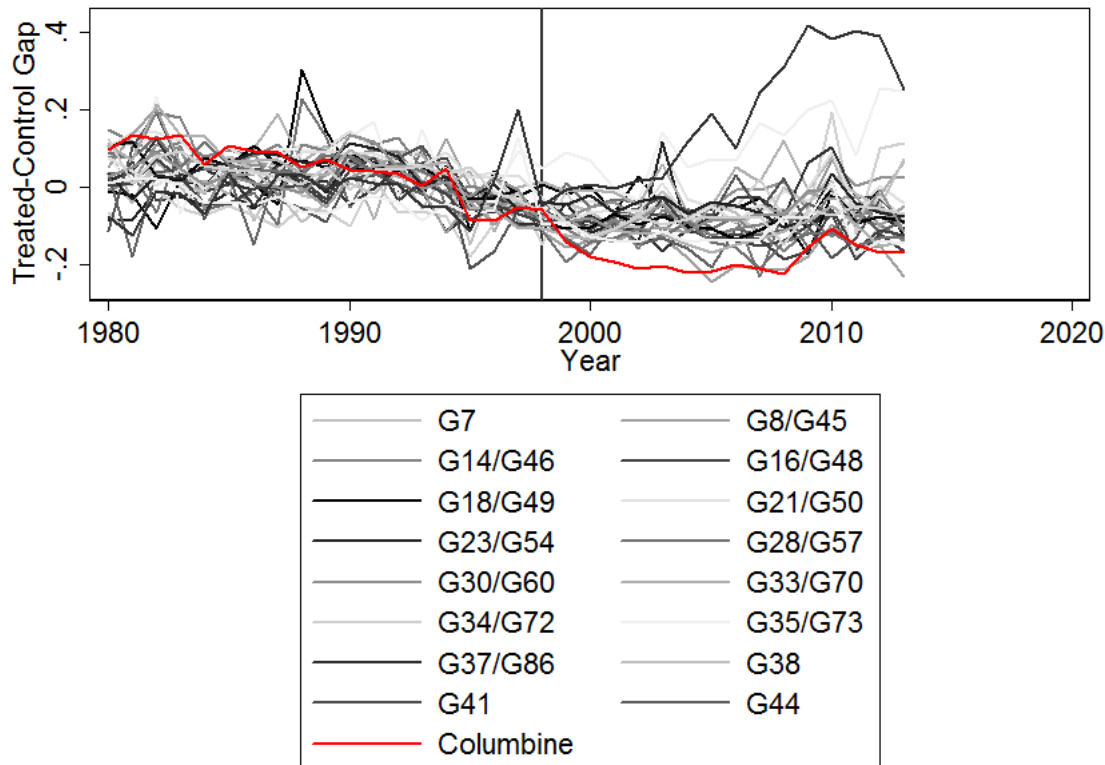 Treated-Control Gap
.4
.2
0
-.2
1980 1990 2000 2010 2020
Year
G7 G8/G45
G14/G46 G16/G48
G18/G49 G21/G50
G23/G54 G28/G57
G30/G60 G33/G70
G34/G72 G35/G73
G37/G86 G38
G41 G44
Columbine